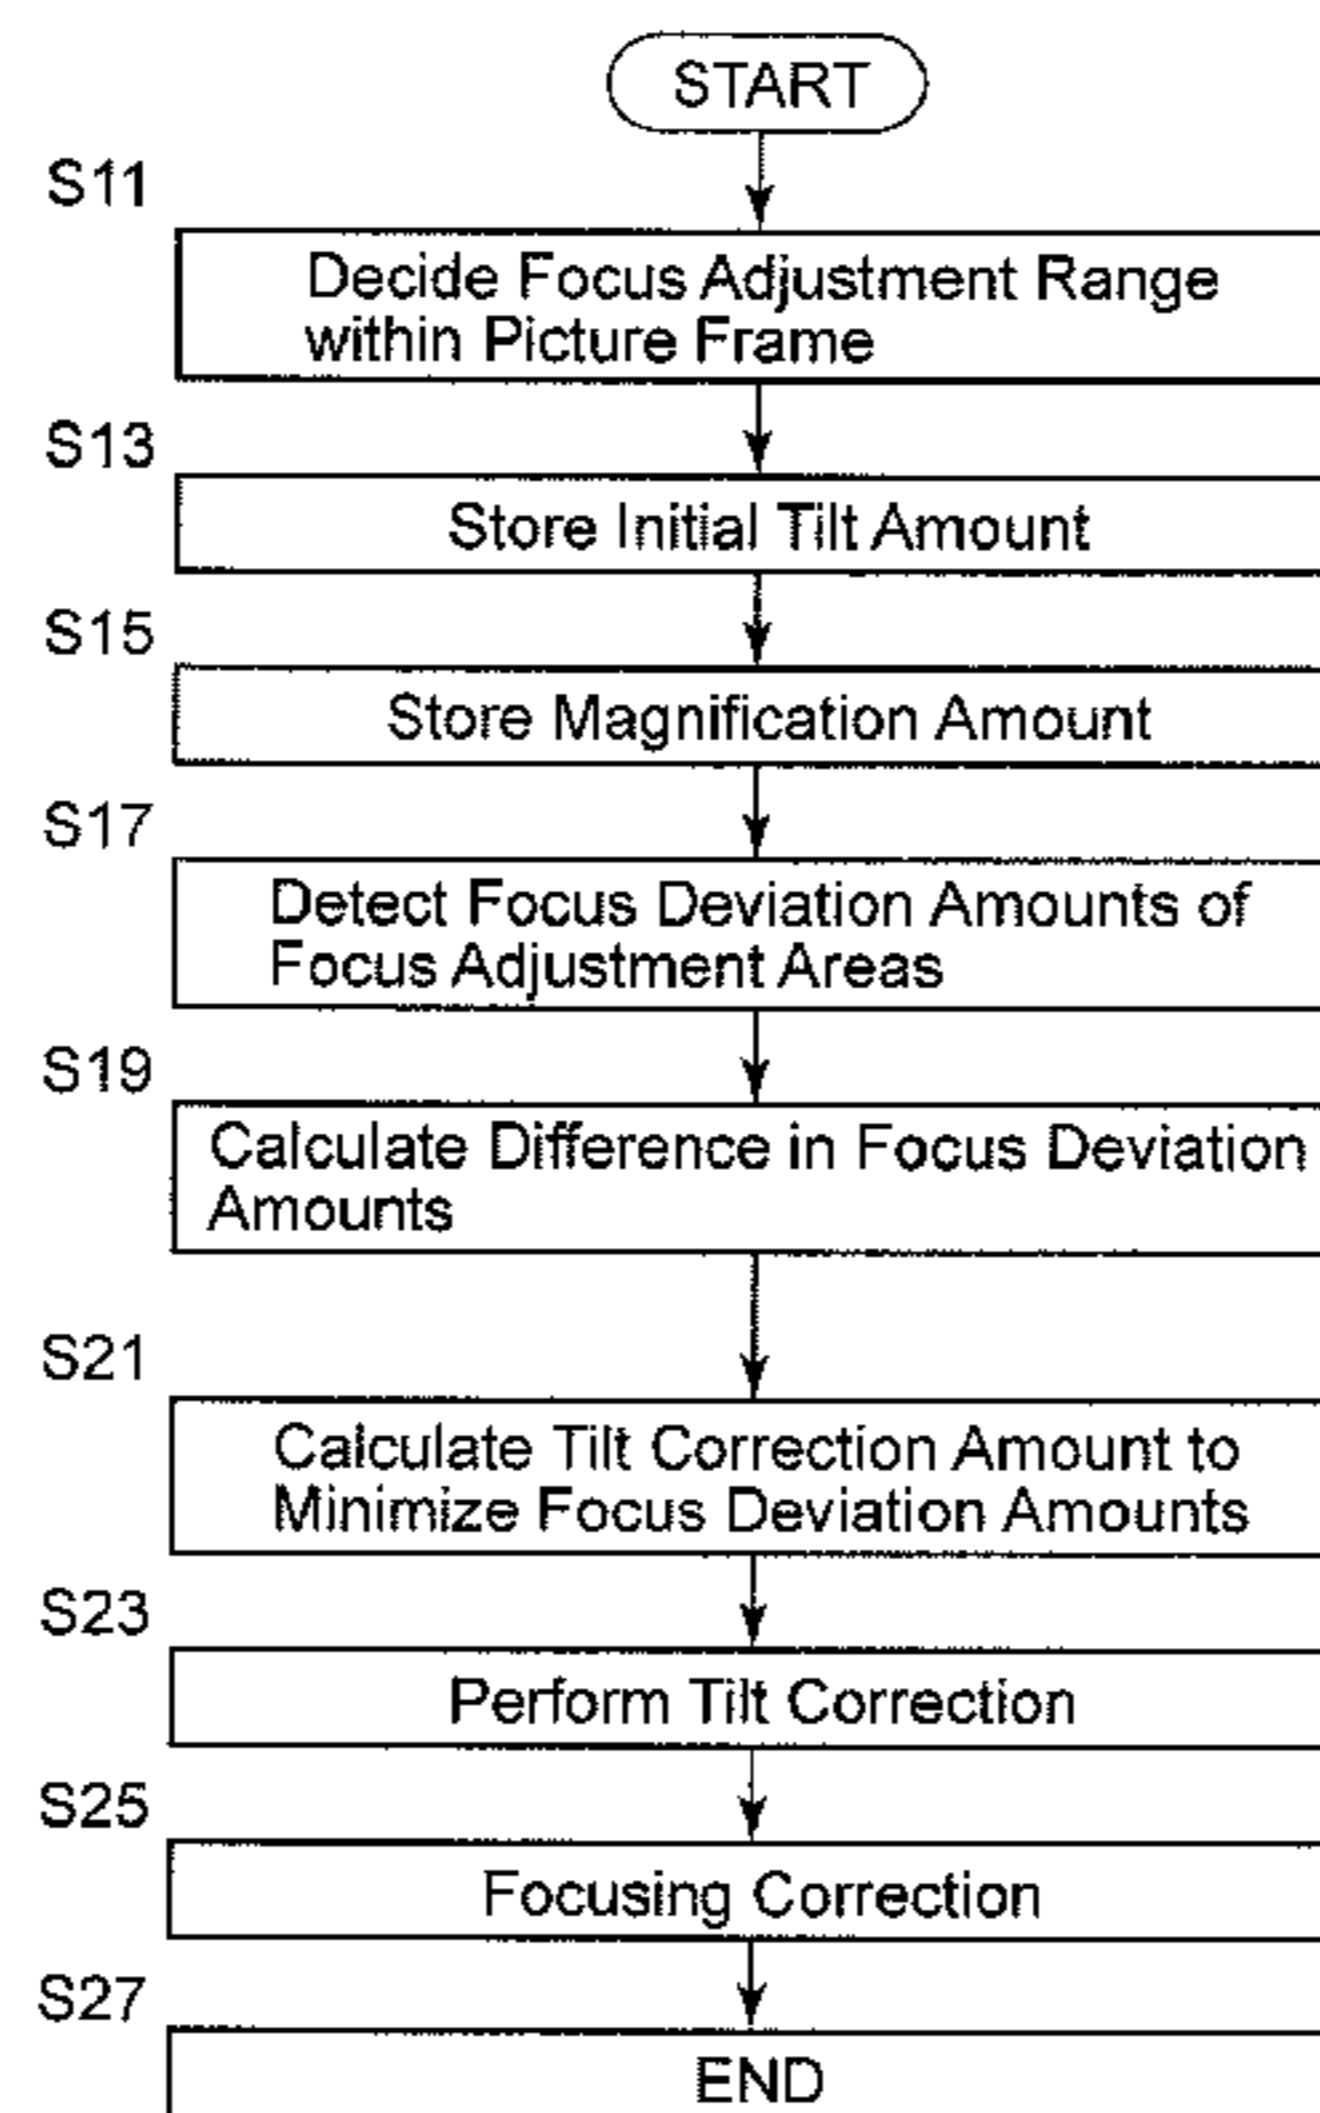 START
S11
Decide Focus Adjustment Range
within Picture Frame
S13
Store Initial Tilt Amount
S15
Store Magnification Amount
S17
Detect Focus Deviation Amounts of
Focus Adjustment Areas
S19
Calculate Difference in Focus Deviation
Amounts
S21
Calculate Tilt Correction Amount to
Minimize Focus Deviation Amounts
S23
Perform Tilt Correction
S25
Focusing Correction
S27
END